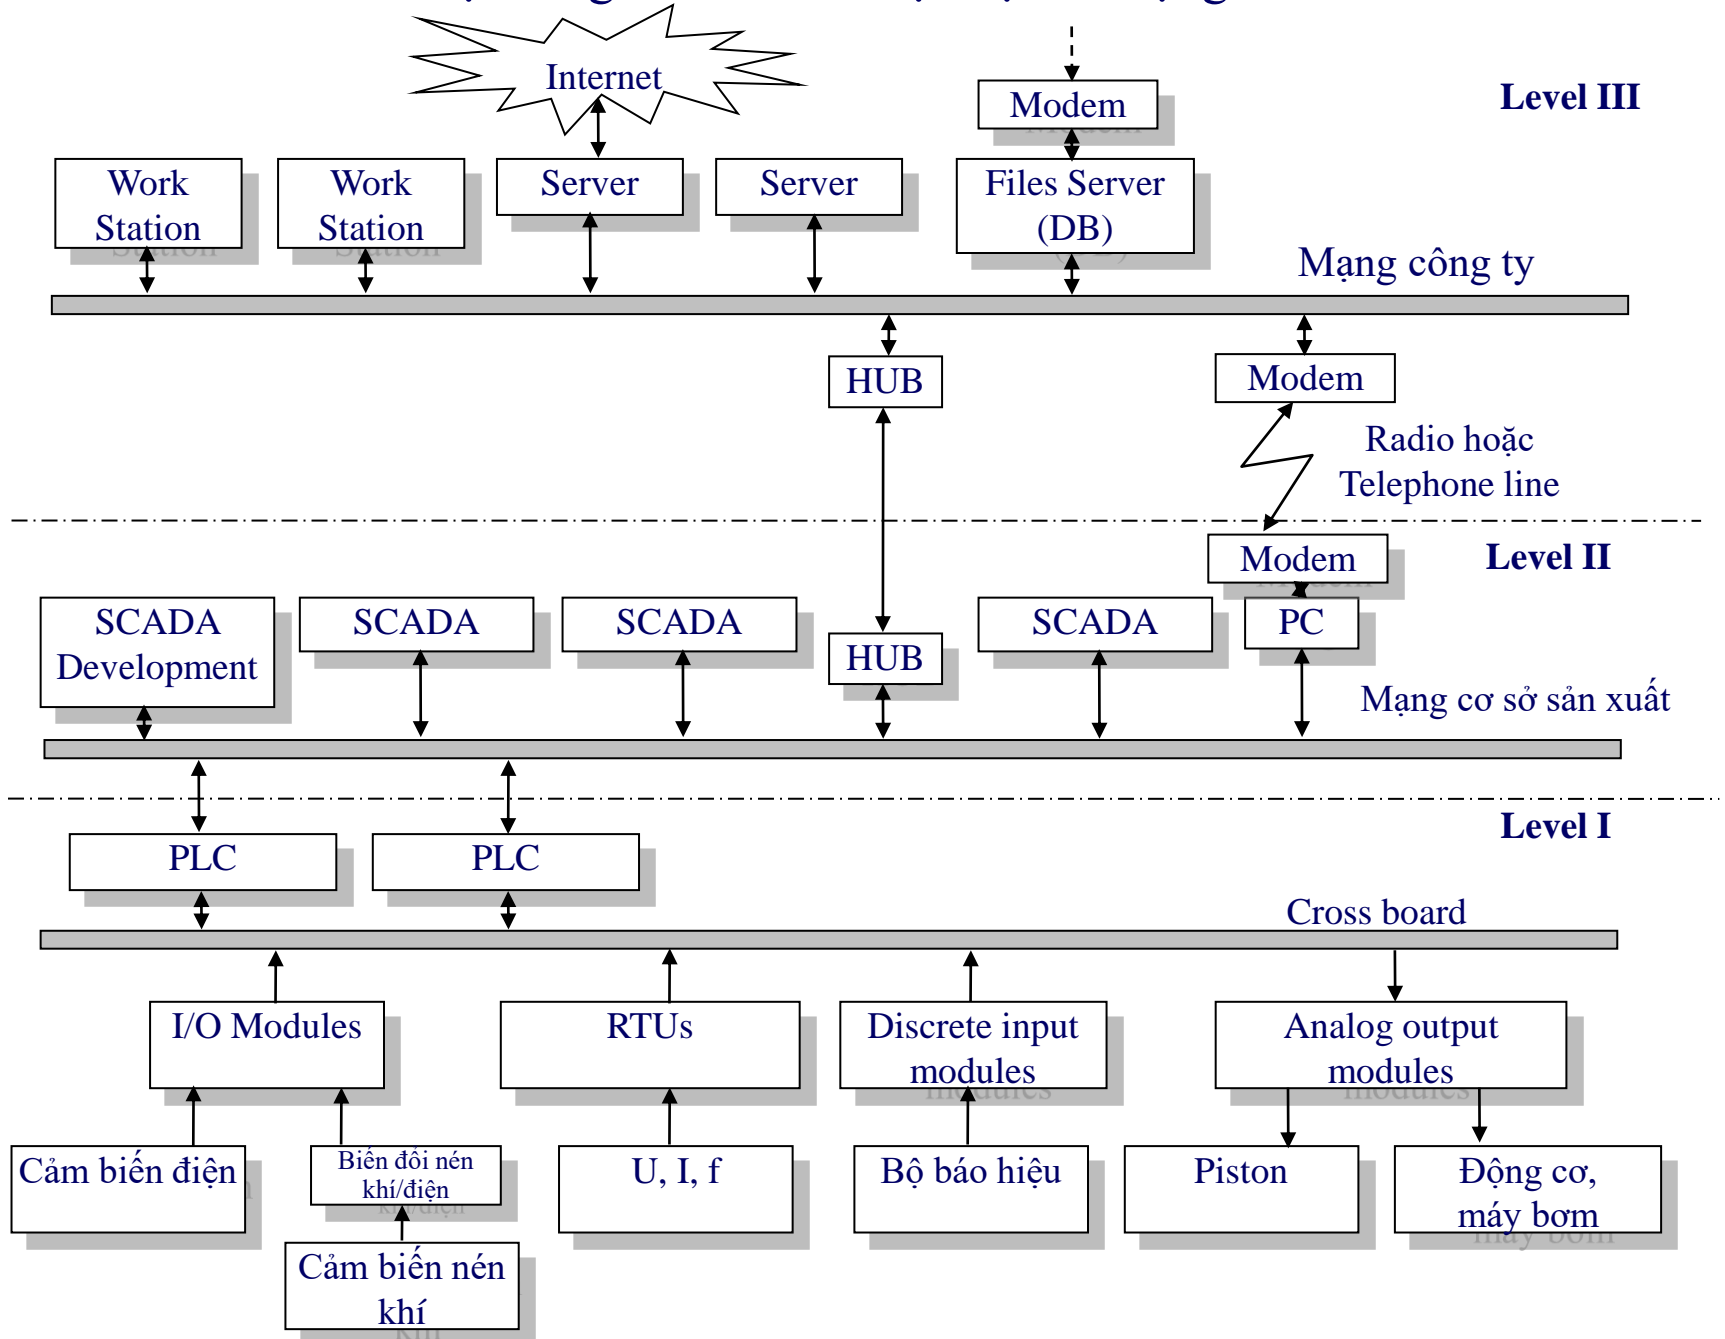 Internet
Modem
Level III
Work
Station
Work
Station
Server
Server
Files Server
(DB)
Mạng công ty
HUB
Modem
Radio hoặc
Telephone line
Modem
Level II
SCADA
Development
SCADA
SCADA
HUB
SCADA
PC
Mạng cơ sở sản xuất
Level I
PLC
PLC
Cross board
I/O Modules
RTUs
Discrete input
modules
Analog output
modules
Cảm biến điện
Biến đổi nén
khí/điện
U, I, f
Bộ báo hiệu
Piston
Động cơ,
máy bơm
Cảm biến nén
khí